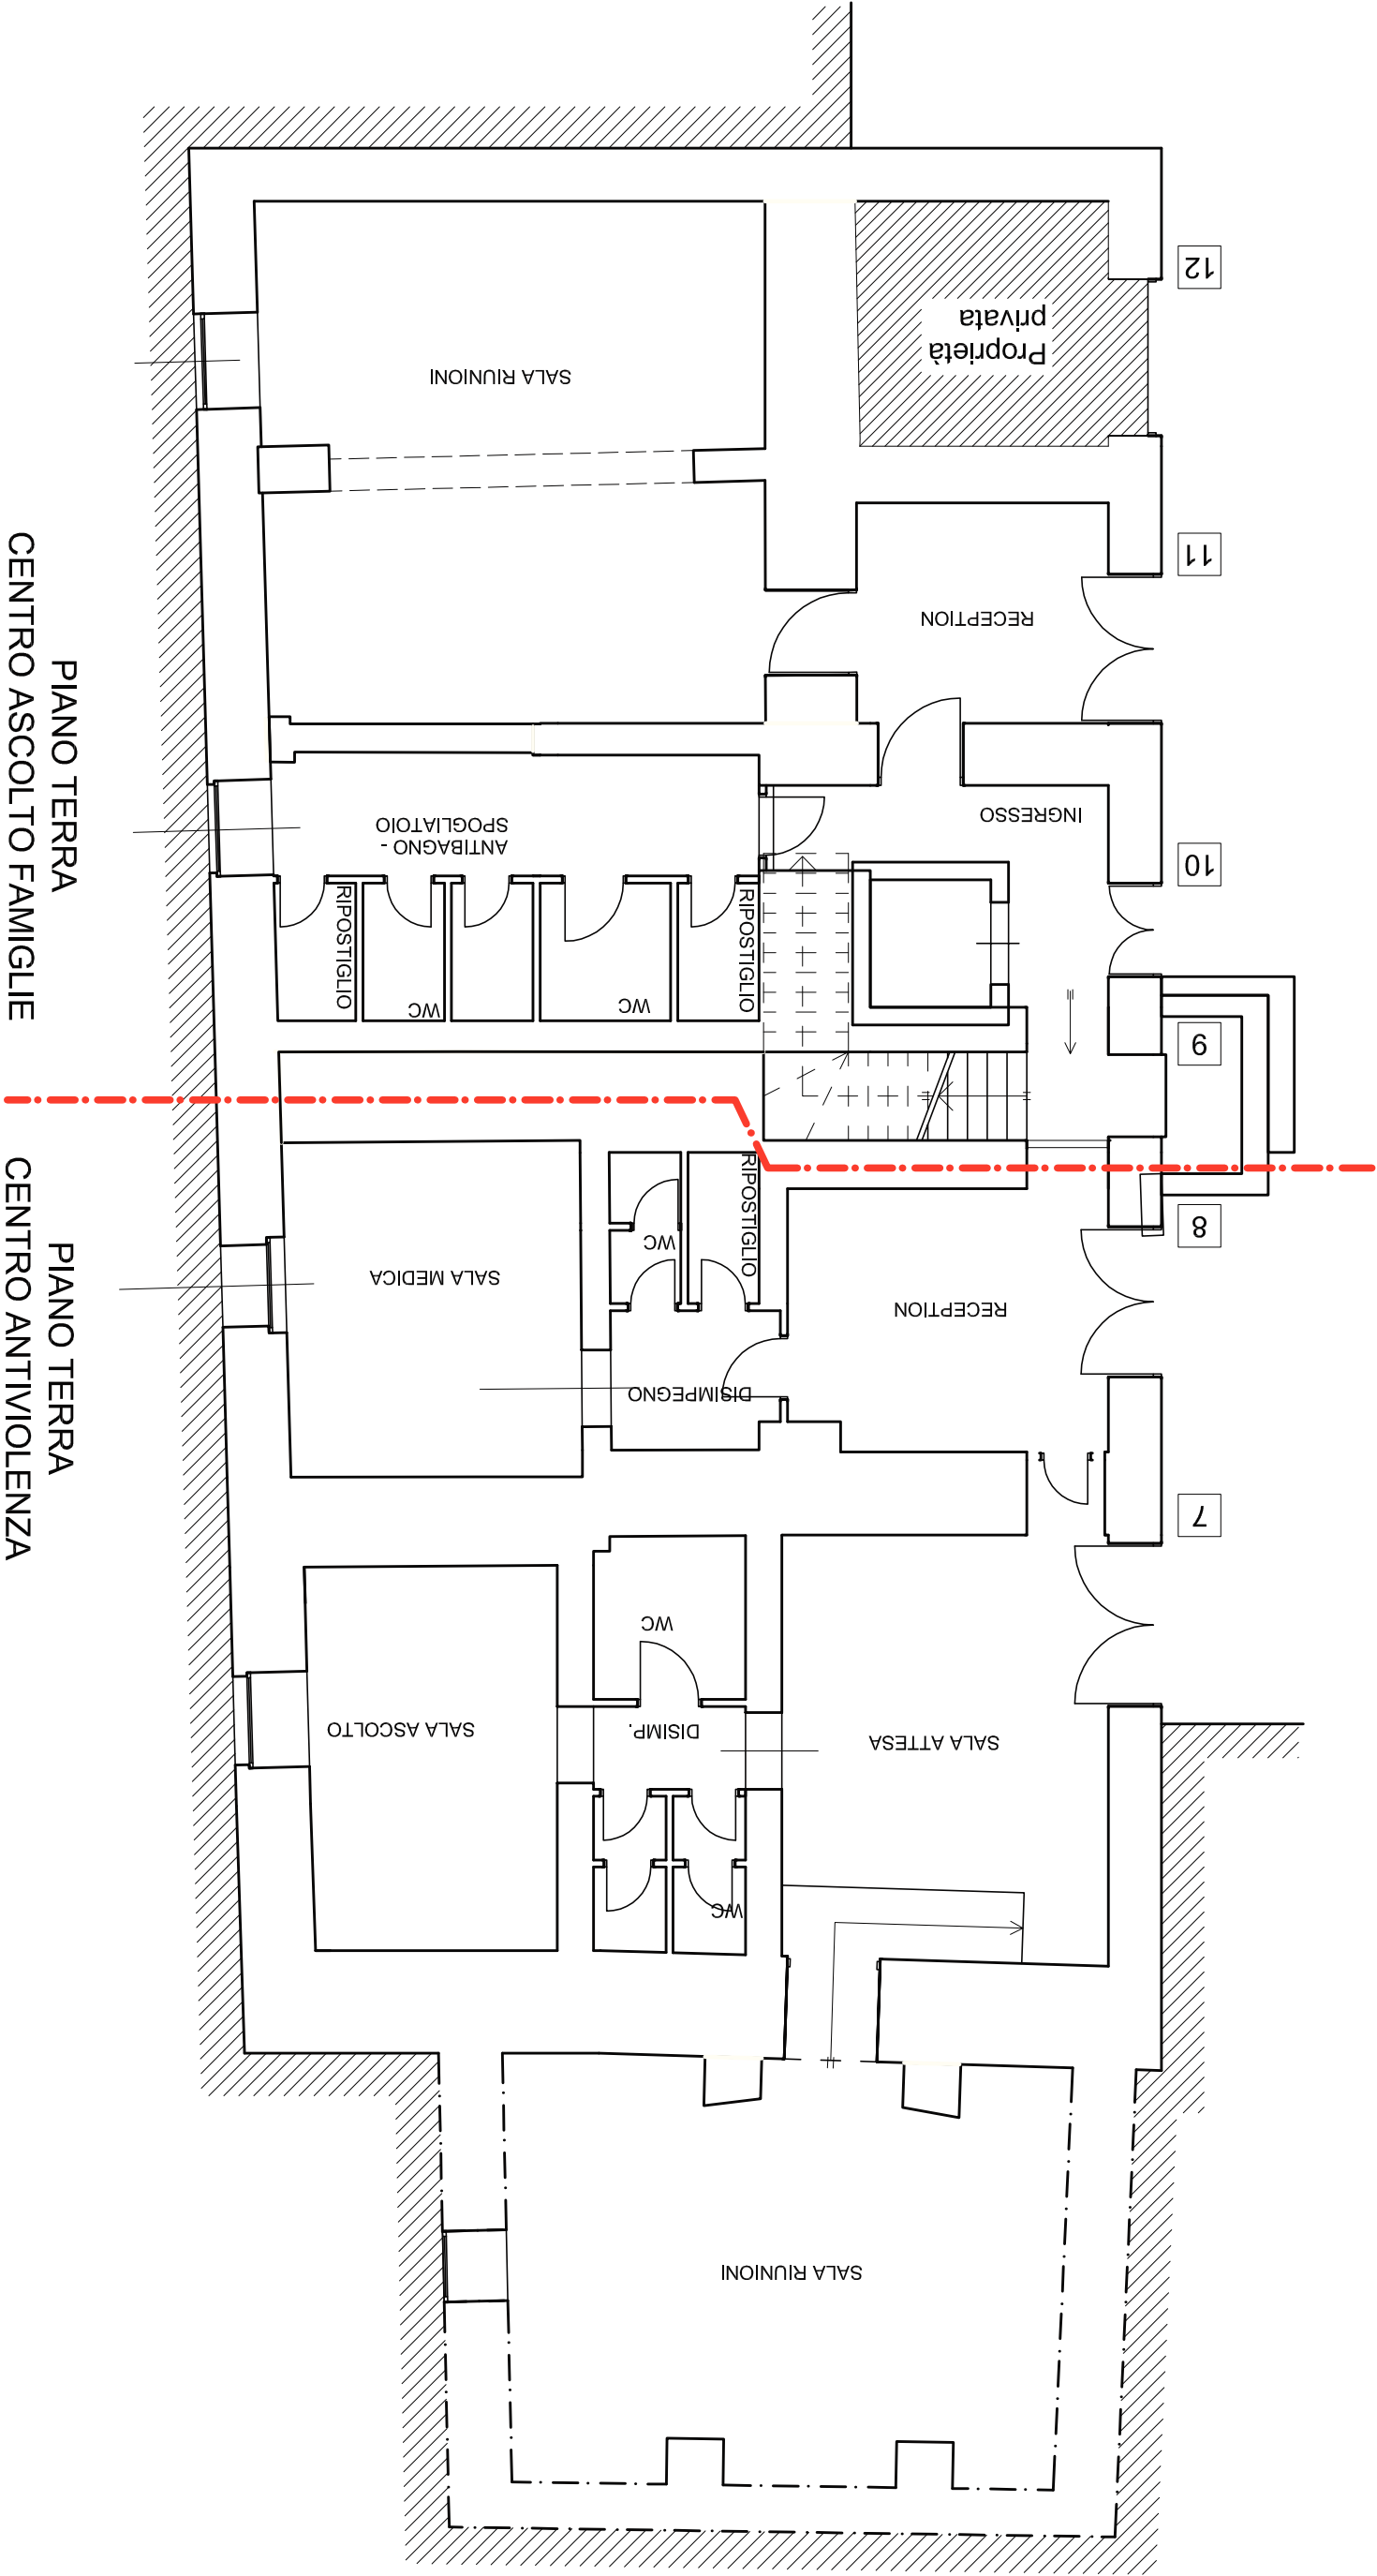 12
Proprietà
privata
SALA RIUNIONI
11
RECEPTION
INGRESSO
ANTIBAGNO -
SPOGLIATOIO
10
RIPOSTIGLIO
WC
WC
RIPOSTIGLIO
9
PIANO TERRA
CENTRO ASCOLTO FAMIGLIE
PIANO TERRA
CENTRO ANTIVIOLENZA
8
RIPOSTIGLIO
WC
SALA MEDICA
RECEPTION
DISIMPEGNO
7
WC
SALA ASCOLTO
DISIMP.
SALA ATTESA
WC
SALA RIUNIONI